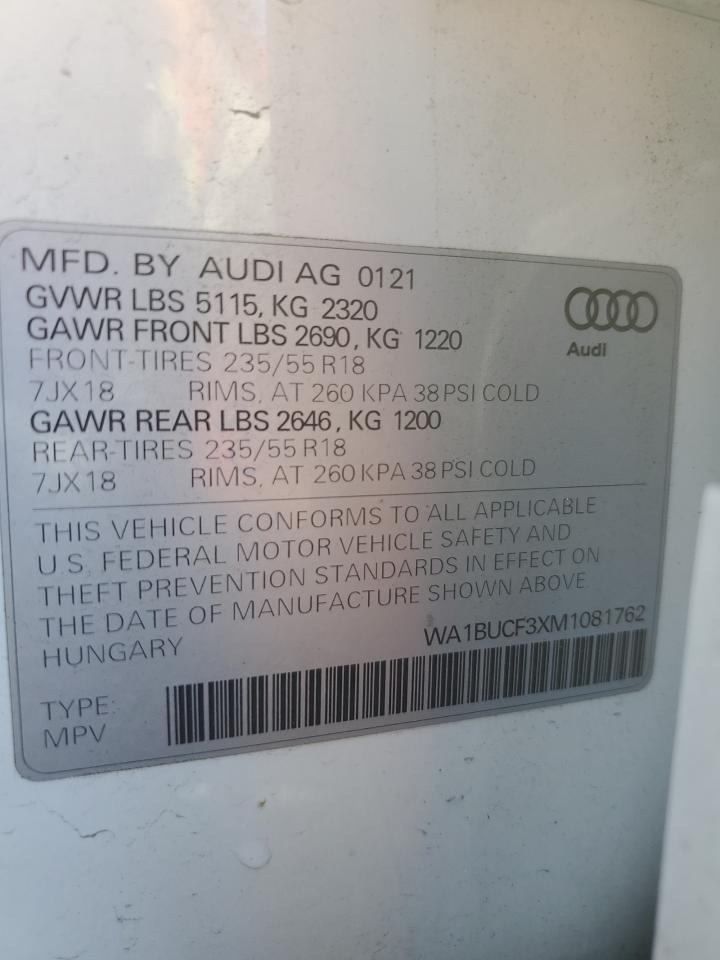 MFD. BY AUDI AG 0121
GVWR LBS 5115, KG 2320
GAWR FRONT LBS 2690, KG 1220
FRONT-TIRES 235/55 R18
7JX18 RIMS, AT 260 KPA 38 PSI COLD
GAWR REAR LBS 2646, KG 1200
REAR-TIRES 235/55 R18
7JX18 RIMS, AT 260 KPA 38 PSI COLD
Audi
THIS VEHICLE CONFORMS TO ALL APPLICABLE
U.S. FEDERAL MOTOR VEHICLE SAFETY AND
THEFT PREVENTION STANDARDS IN EFFECT ON
THE DATE OF MANUFACTURE SHOWN ABOVE
HUNGARY
WA1BUCF3XM1081762
TYPE:
MPV